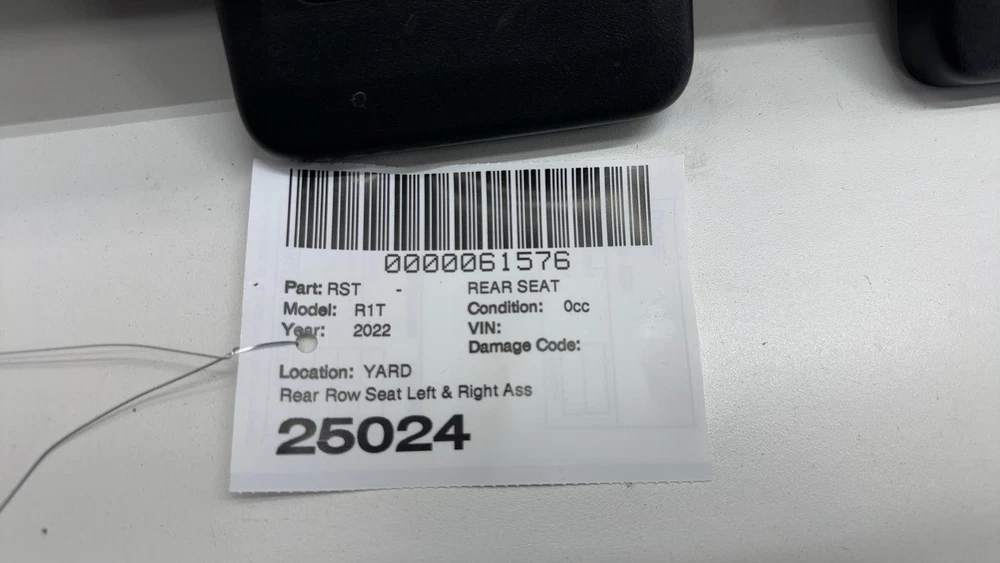 0000061576
Part: RST - REAR SEAT
Model: R1T Condition: 0cc
Year: 2022 VIN:
Damage Code:
Location: YARD
Rear Row Seat Left & Right Ass
25024